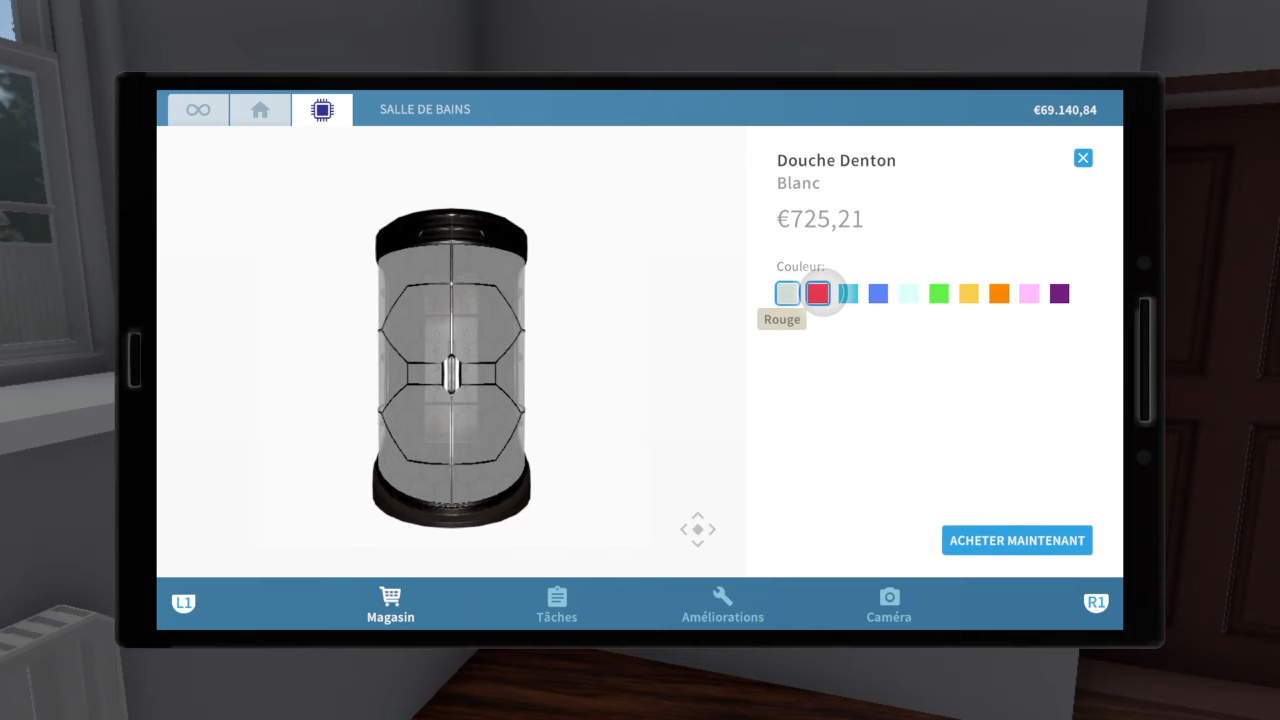 SALLE DE BAINS
€69.140,84
Douche Denton
Blanc
€725,21
Couleur:
Rouge
ACHETER MAINTENANT
L1
Magasin
Tâches
Améliorations
Caméra
R1